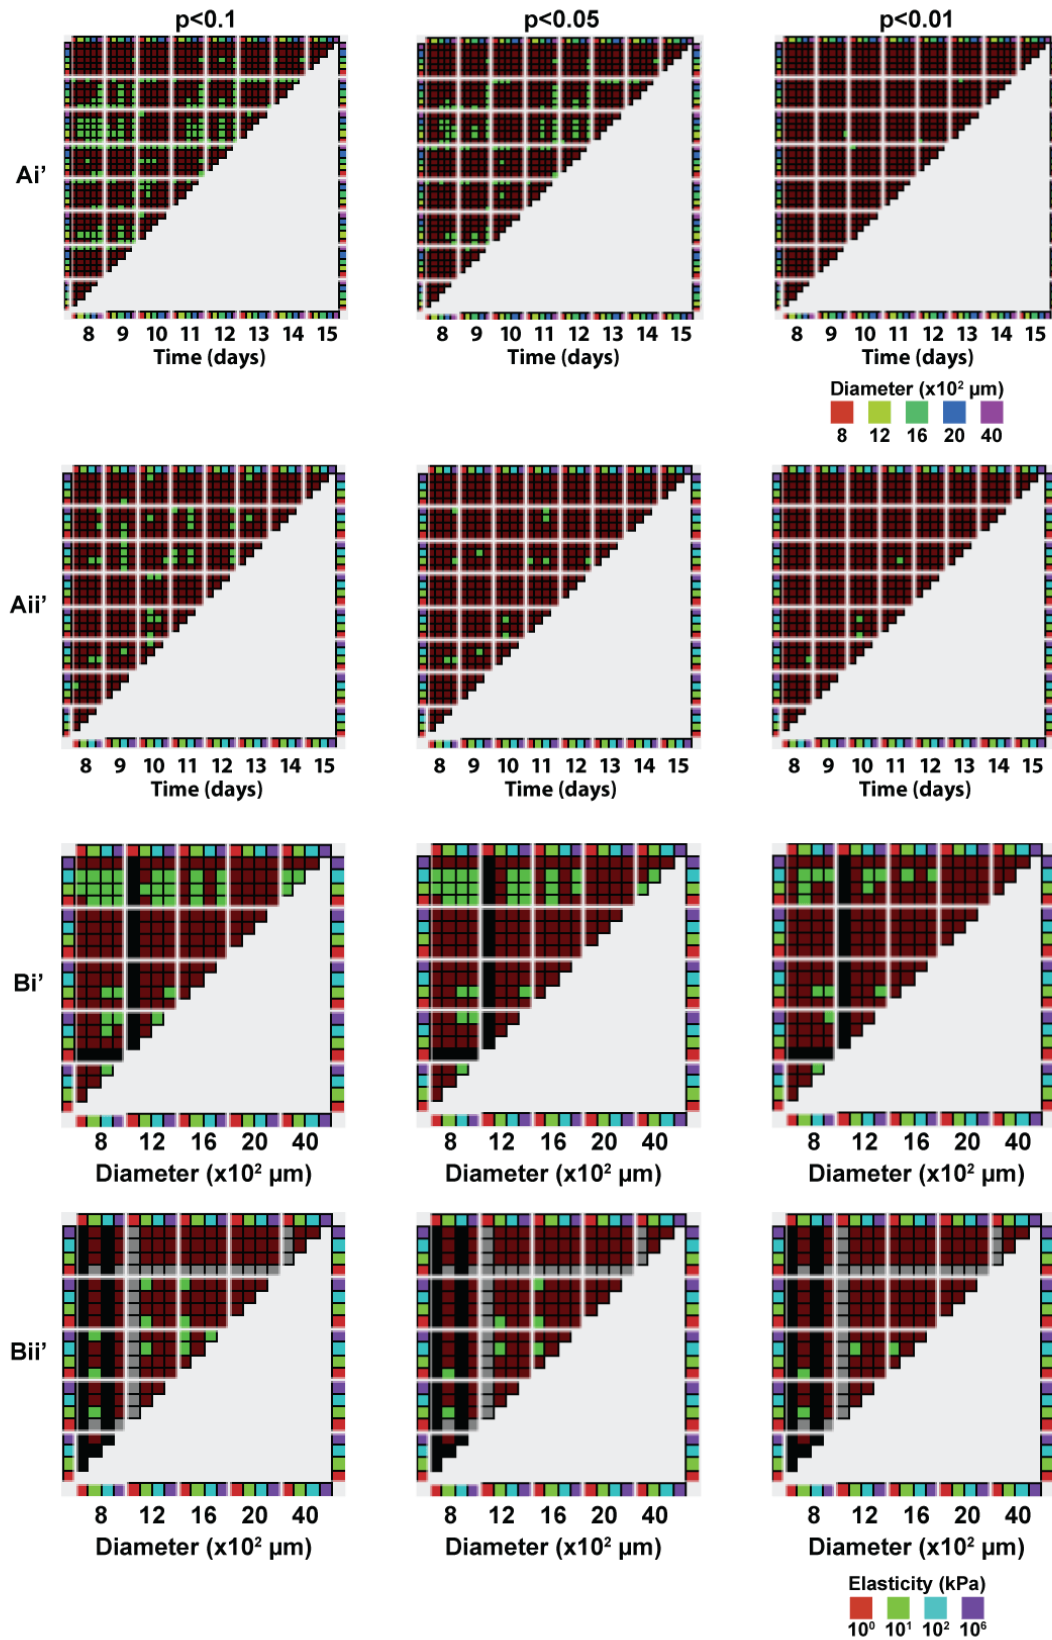 p<0.1 p<0.05 p<0.01
Ai’
8 9 10 11 12 13 14 15 8 9 10 11 12 13 14 15 8 9 10 11 12 13 14 15
Time (days) Time (days) Time (days)
Diameter (x10² µm)
8 12 16 20 40
Aii’
8 9 10 11 12 13 14 15 8 9 10 11 12 13 14 15 8 9 10 11 12 13 14 15
Time (days) Time (days) Time (days)
Bi’
8 12 16 20 40 8 12 16 20 40 8 12 16 20 40
Diameter (x10² µm) Diameter (x10² µm) Diameter (x10² µm)
Bii’
8 12 16 20 40 8 12 16 20 40 8 12 16 20 40
Diameter (x10² µm) Diameter (x10² µm) Diameter (x10² µm)
Elasticity (kPa)
10⁰ 10¹ 10² 10⁶